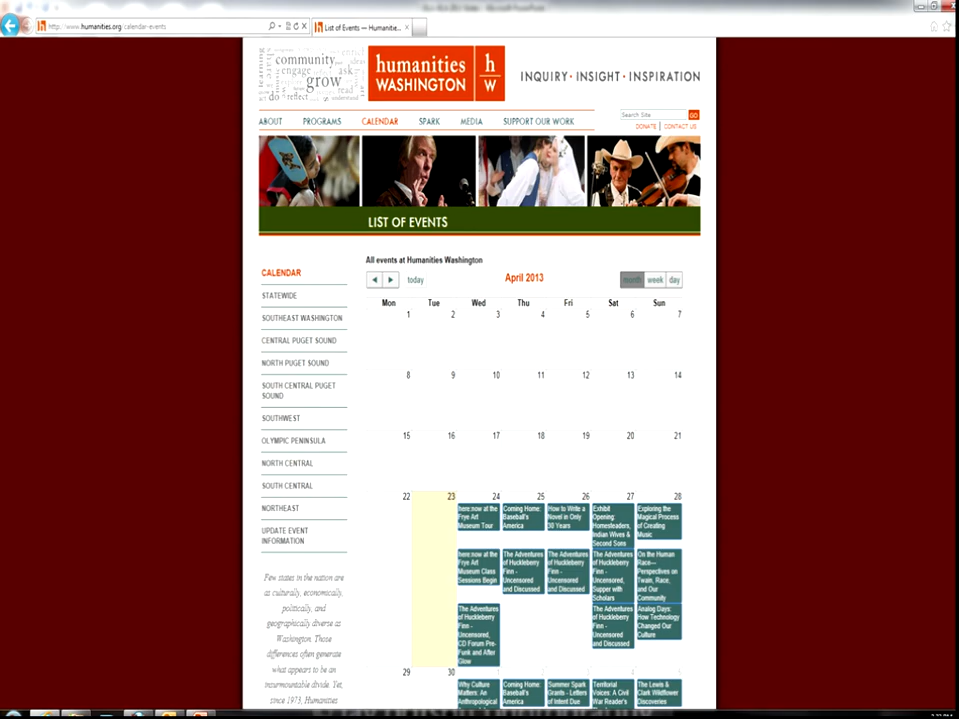 http://www.humanities.org/calendar-events
List of Events — Humanitie...
community
engage
ask
grow
do
reflect
learning
understand
humanities
WASHINGTON
h
W
INQUIRY · INSIGHT · INSPIRATION
ABOUT PROGRAMS CALENDAR SPARK MEDIA SUPPORT OUR WORK
Search Site GO
DONATE | CONTACT US
LIST OF EVENTS
All events at Humanities Washington
today April 2013 month week day
Mon Tue Wed Thu Fri Sat Sun
1 2 3 4 5 6 7
8 9 10 11 12 13 14
15 16 17 18 19 20 21
22 23 24 25 26 27 28
here:now at the
Frye Art
Museum Tour
Coming Home:
Baseball's
America
How to Write a
Novel in Only
30 Years
Exhibit
Opening:
Homesteaders,
Indian Wives &
Second Sons
Exploring the
Magical Process
of Creating
Music
here:now at the
Frye Art
Museum Class
Sessions Begin
The Adventures
of Huckleberry
Finn -
Uncensored
and Discussed
The Adventures
of Huckleberry
Finn -
Uncensored
and Discussed
The Adventures
of Huckleberry
Finn -
Uncensored,
Supper with
Scholars
On the Human
Race—
Perspectives on
Twain, Race,
and Our
Community
The Adventures
of Huckleberry
Finn -
Uncensored,
CD Forum Pre-
Funk and After
Glow
The Adventures
of Huckleberry
Finn -
Uncensored
and Discussed
Analog Days:
How Technology
Changed Our
Culture
29 30
Why Culture
Matters: An
Anthropological
Coming Home:
Baseball's
America
Summer Spark
Grants - Letters
of Intent Due
Territorial
Voices: A Civil
War Reader's
The Lewis &
Clark Wildflower
Discoveries
CALENDAR
STATEWIDE
SOUTHEAST WASHINGTON
CENTRAL PUGET SOUND
NORTH PUGET SOUND
SOUTH CENTRAL PUGET
SOUND
SOUTHWEST
OLYMPIC PENINSULA
NORTH CENTRAL
SOUTH CENTRAL
NORTHEAST
UPDATE EVENT
INFORMATION
Few states in the nation are
as culturally, economically,
politically, and
geographically diverse as
Washington. Those
differences often generate
what appears to be an
insurmountable divide. Yet,
since 1973, Humanities